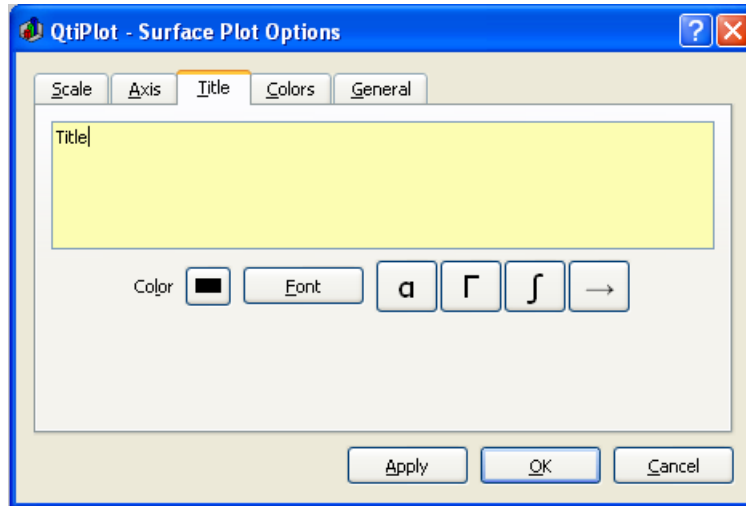 QtiPlot - Surface Plot Options
Scale Axis Title Colors General
Title
Color Font α Γ ∫ →
Apply OK Cancel